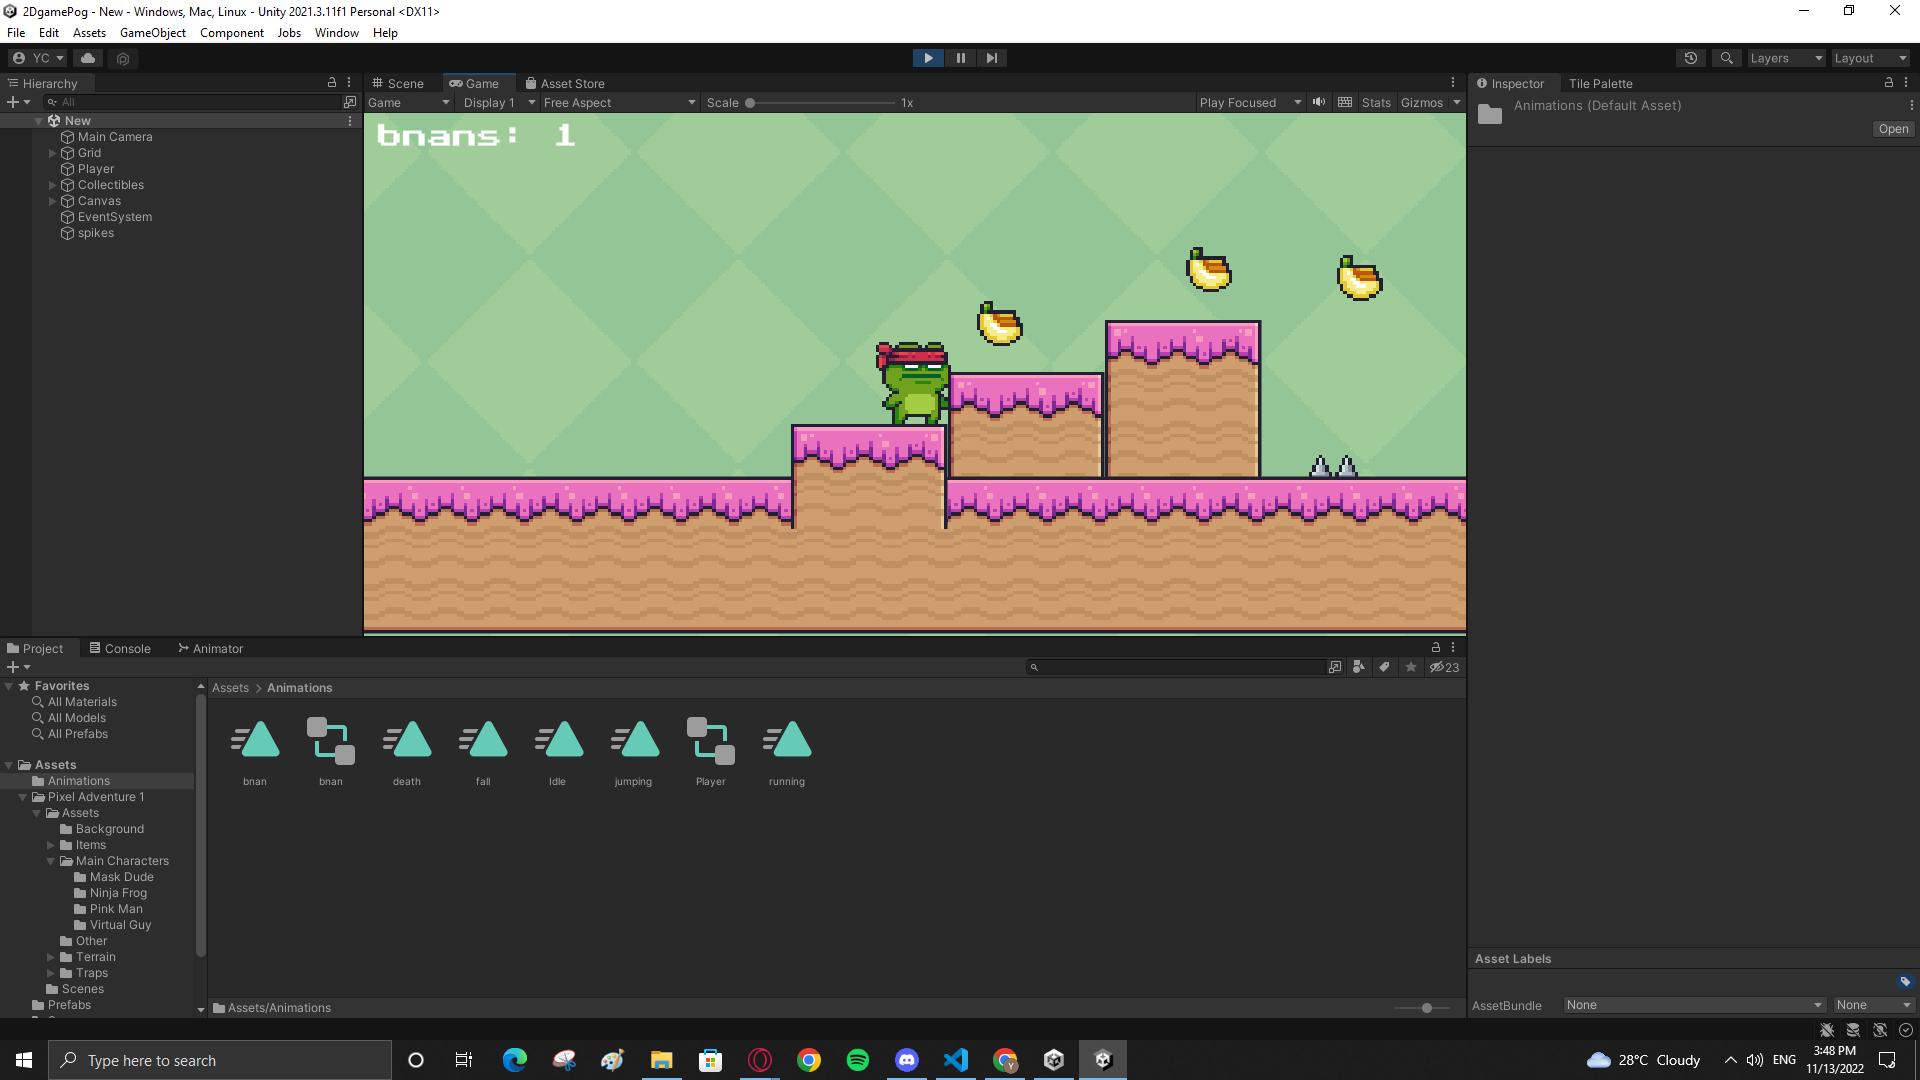 2DgamePog - New - Windows, Mac, Linux - Unity 2021.3.11f1 Personal <DX11>
File Edit Assets GameObject Component Jobs Window Help
YC
Layers
Layout
Hierarchy
All
New
Main Camera
Grid
Player
Collectibles
Canvas
EventSystem
spikes
Scene Game Asset Store
Game Display 1 Free Aspect Scale 1x Play Focused Stats Gizmos
bnans: 1
Inspector Tile Palette
Animations (Default Asset)
Open
Project Console Animator
23
Favorites
All Materials
All Models
All Prefabs
Assets
Animations
Pixel Adventure 1
Assets
Background
Items
Main Characters
Mask Dude
Ninja Frog
Pink Man
Virtual Guy
Other
Terrain
Traps
Scenes
Prefabs
Assets > Animations
bnan bnan death fall Idle jumping Player running
Assets/Animations
Asset Labels
AssetBundle None None
Type here to search
Y
28°C Cloudy
ENG
3:48 PM
11/13/2022